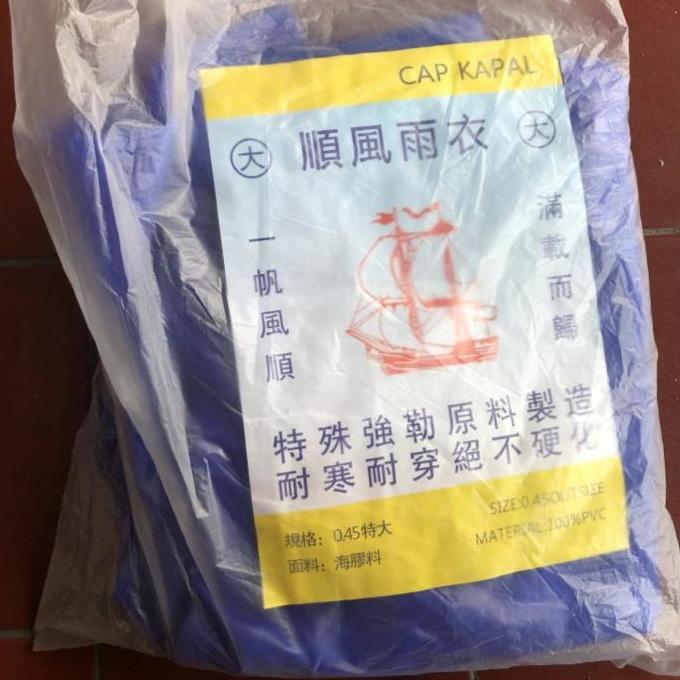 CAP KAPAL
大 順風雨衣 大
一帆風順
滿載而歸
特殊強勒原料製造
耐寒耐穿絕不硬化
規格：0.45特大
面料：海膠料
SIZE:0.45OUTSIZE
MATERIAL:100%PVC